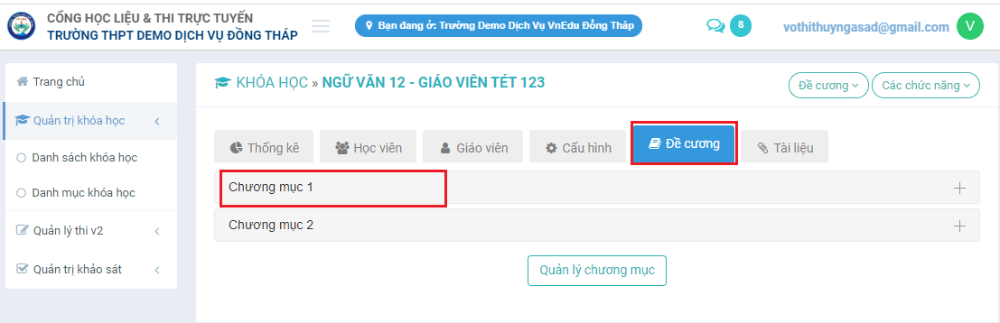 CỔNG HỌC LIỆU & THI TRỰC TUYẾN
TRƯỜNG THPT DEMO DỊCH VỤ ĐỒNG THÁP
Bạn đang ở: Trường Demo Dịch Vụ VnEdu Đồng Tháp
8
vothithuyngasad@gmail.com
V
Trang chủ
Quản trị khóa học
Danh sách khóa học
Danh mục khóa học
Quản lý thi v2
Quản trị khảo sát
KHÓA HỌC » NGỮ VĂN 12 - GIÁO VIÊN TÉT 123
Đề cương
Các chức năng
Thống kê
Học viên
Giáo viên
Cấu hình
Đề cương
Tài liệu
Chương mục 1
Chương mục 2
Quản lý chương mục